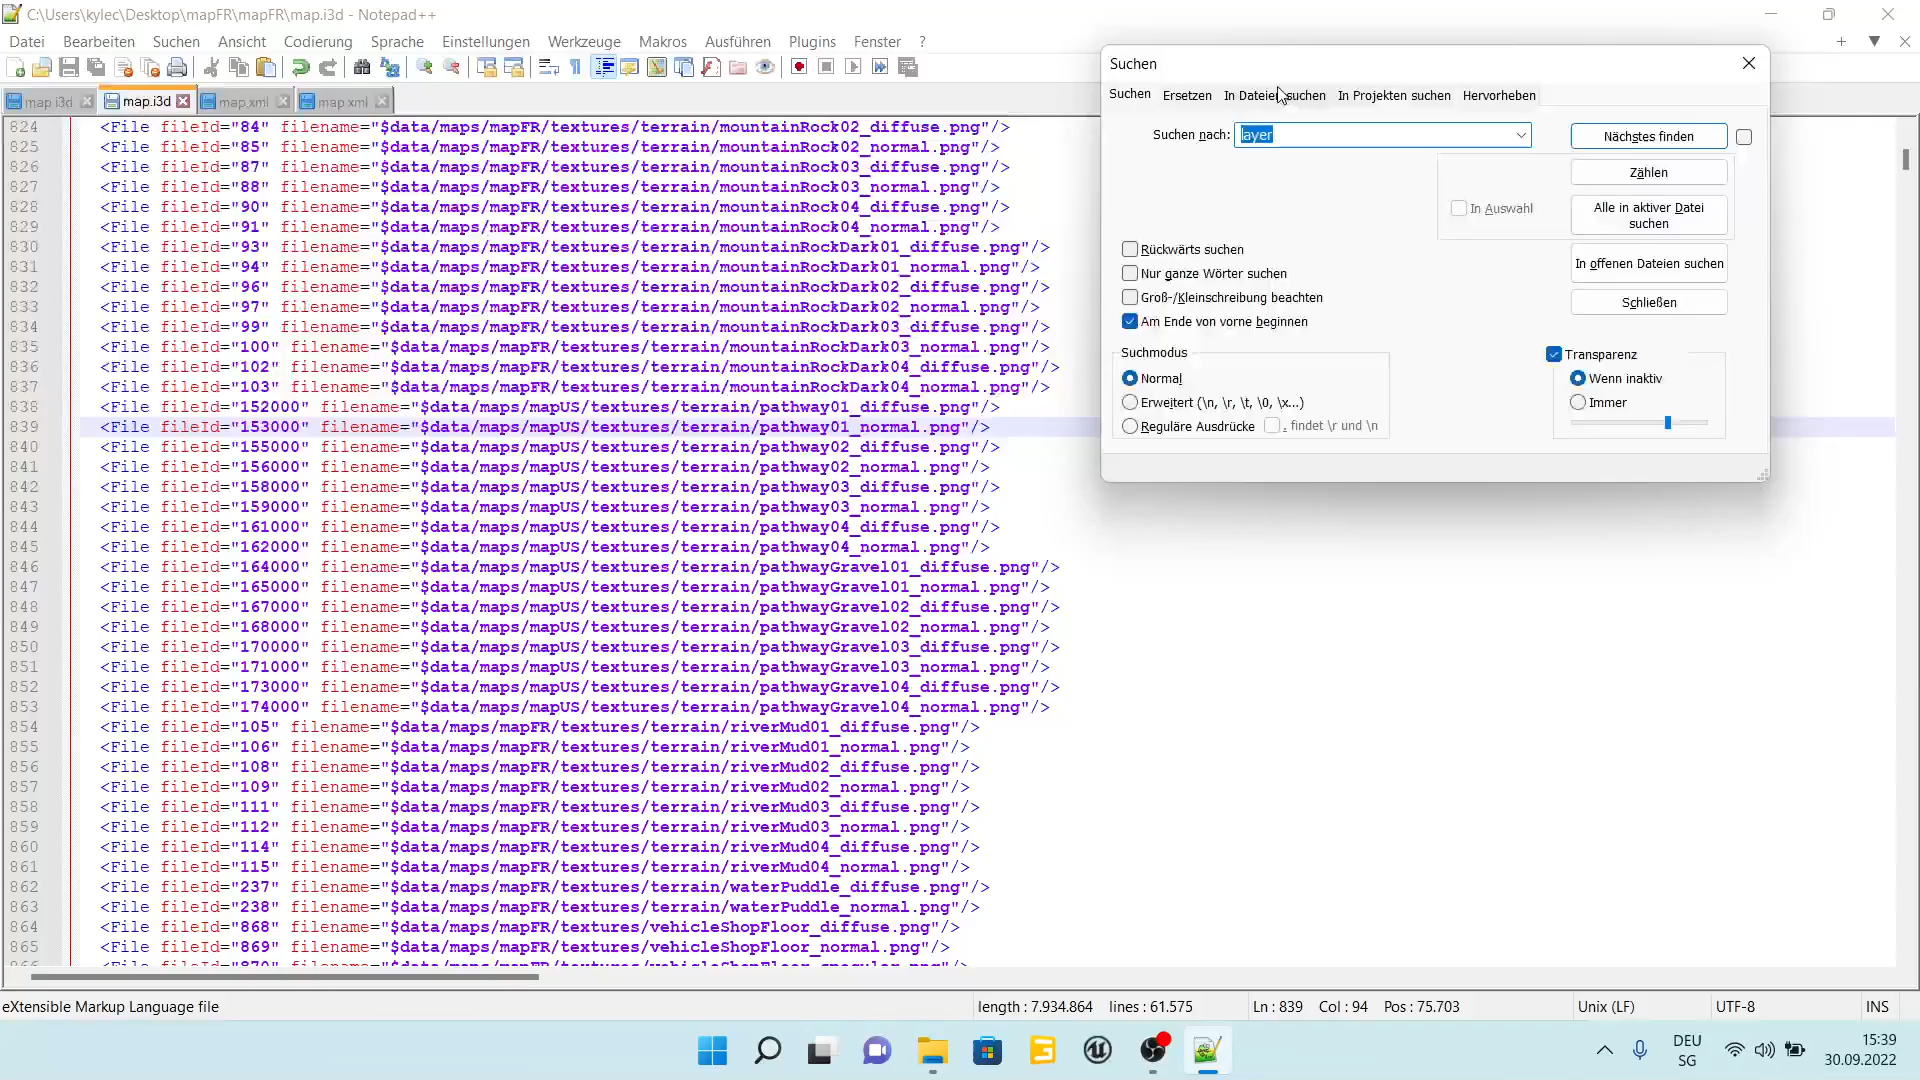 C:\Users\kylec\Desktop\mapFR\mapFR\map.i3d - Notepad++
Datei Bearbeiten Suchen Ansicht Codierung Sprache Einstellungen Werkzeuge Makros Ausführen Plugins Fenster ?
map i3d map.i3d map.xml map xml
824 <File fileId="84" filename="$data/maps/mapFR/textures/terrain/mountainRock02_diffuse.png"/>
825 <File fileId="85" filename="$data/maps/mapFR/textures/terrain/mountainRock02_normal.png"/>
826 <File fileId="87" filename="$data/maps/mapFR/textures/terrain/mountainRock03_diffuse.png"/>
827 <File fileId="88" filename="$data/maps/mapFR/textures/terrain/mountainRock03_normal.png"/>
828 <File fileId="90" filename="$data/maps/mapFR/textures/terrain/mountainRock04_diffuse.png"/>
829 <File fileId="91" filename="$data/maps/mapFR/textures/terrain/mountainRock04_normal.png"/>
830 <File fileId="93" filename="$data/maps/mapFR/textures/terrain/mountainRockDark01_diffuse.png"/>
831 <File fileId="94" filename="$data/maps/mapFR/textures/terrain/mountainRockDark01_normal.png"/>
832 <File fileId="96" filename="$data/maps/mapFR/textures/terrain/mountainRockDark02_diffuse.png"/>
833 <File fileId="97" filename="$data/maps/mapFR/textures/terrain/mountainRockDark02_normal.png"/>
834 <File fileId="99" filename="$data/maps/mapFR/textures/terrain/mountainRockDark03_diffuse.png"/>
835 <File fileId="100" filename="$data/maps/mapFR/textures/terrain/mountainRockDark03_normal.png"/>
836 <File fileId="102" filename="$data/maps/mapFR/textures/terrain/mountainRockDark04_diffuse.png"/>
837 <File fileId="103" filename="$data/maps/mapFR/textures/terrain/mountainRockDark04_normal.png"/>
838 <File fileId="152000" filename="$data/maps/mapUS/textures/terrain/pathway01_diffuse.png"/>
839 <File fileId="153000" filename="$data/maps/mapUS/textures/terrain/pathway01_normal.png"/>
840 <File fileId="155000" filename="$data/maps/mapUS/textures/terrain/pathway02_diffuse.png"/>
841 <File fileId="156000" filename="$data/maps/mapUS/textures/terrain/pathway02_normal.png"/>
842 <File fileId="158000" filename="$data/maps/mapUS/textures/terrain/pathway03_diffuse.png"/>
843 <File fileId="159000" filename="$data/maps/mapUS/textures/terrain/pathway03_normal.png"/>
844 <File fileId="161000" filename="$data/maps/mapUS/textures/terrain/pathway04_diffuse.png"/>
845 <File fileId="162000" filename="$data/maps/mapUS/textures/terrain/pathway04_normal.png"/>
846 <File fileId="164000" filename="$data/maps/mapUS/textures/terrain/pathwayGravel01_diffuse.png"/>
847 <File fileId="165000" filename="$data/maps/mapUS/textures/terrain/pathwayGravel01_normal.png"/>
848 <File fileId="167000" filename="$data/maps/mapUS/textures/terrain/pathwayGravel02_diffuse.png"/>
849 <File fileId="168000" filename="$data/maps/mapUS/textures/terrain/pathwayGravel02_normal.png"/>
850 <File fileId="170000" filename="$data/maps/mapUS/textures/terrain/pathwayGravel03_diffuse.png"/>
851 <File fileId="171000" filename="$data/maps/mapUS/textures/terrain/pathwayGravel03_normal.png"/>
852 <File fileId="173000" filename="$data/maps/mapUS/textures/terrain/pathwayGravel04_diffuse.png"/>
853 <File fileId="174000" filename="$data/maps/mapUS/textures/terrain/pathwayGravel04_normal.png"/>
854 <File fileId="105" filename="$data/maps/mapFR/textures/terrain/riverMud01_diffuse.png"/>
855 <File fileId="106" filename="$data/maps/mapFR/textures/terrain/riverMud01_normal.png"/>
856 <File fileId="108" filename="$data/maps/mapFR/textures/terrain/riverMud02_diffuse.png"/>
857 <File fileId="109" filename="$data/maps/mapFR/textures/terrain/riverMud02_normal.png"/>
858 <File fileId="111" filename="$data/maps/mapFR/textures/terrain/riverMud03_diffuse.png"/>
859 <File fileId="112" filename="$data/maps/mapFR/textures/terrain/riverMud03_normal.png"/>
860 <File fileId="114" filename="$data/maps/mapFR/textures/terrain/riverMud04_diffuse.png"/>
861 <File fileId="115" filename="$data/maps/mapFR/textures/terrain/riverMud04_normal.png"/>
862 <File fileId="237" filename="$data/maps/mapFR/textures/terrain/waterPuddle_diffuse.png"/>
863 <File fileId="238" filename="$data/maps/mapFR/textures/terrain/waterPuddle_normal.png"/>
864 <File fileId="868" filename="$data/maps/mapFR/textures/vehicleShopFloor_diffuse.png"/>
865 <File fileId="869" filename="$data/maps/mapFR/textures/vehicleShopFloor_normal.png"/>
Suchen
Suchen Ersetzen In Dateien suchen In Projekten suchen Hervorheben
Suchen nach: layer
Nächstes finden
Zählen
In Auswahl
Alle in aktiver Datei
suchen
Rückwärts suchen
In offenen Dateien suchen
Nur ganze Wörter suchen
Groß-/Kleinschreibung beachten
Schließen
Am Ende von vorne beginnen
Suchmodus
Transparenz
Normal
Wenn inaktiv
Erweitert (\n, \r, \t, \0, \x...)
Immer
Reguläre Ausdrücke . findet \r und \n
eXtensible Markup Language file length : 7.934.864 lines : 61.575 Ln : 839 Col : 94 Pos : 75.703 Unix (LF) UTF-8 INS
DEU
SG
15:39
30.09.2022